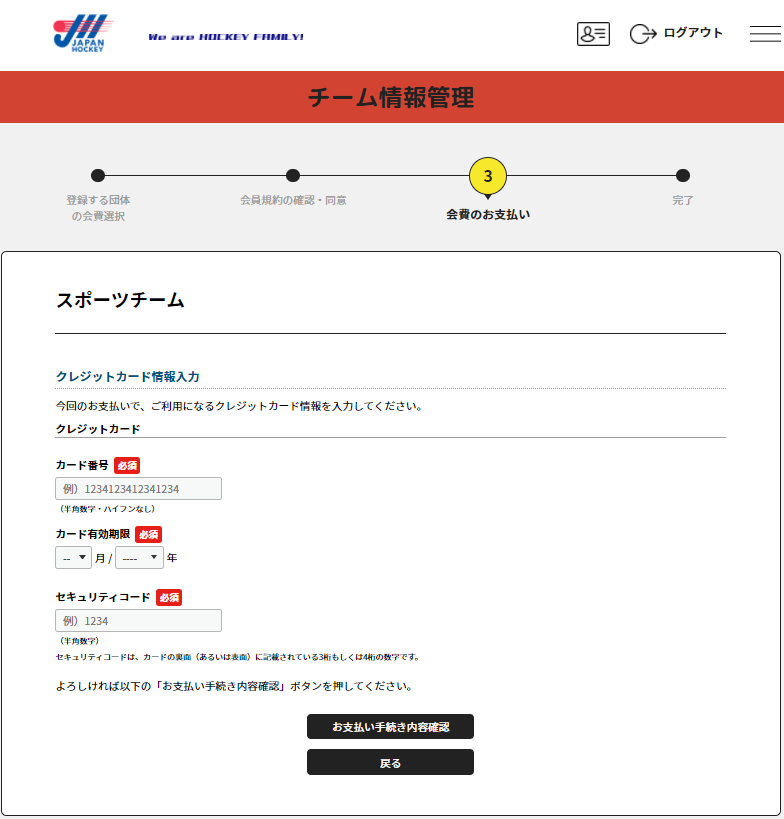 JAPAN
HOCKEY
We are HOCKEY FAMILY!
ログアウト
チーム情報管理
3
登録する団体
の会費選択
会員規約の確認・同意
会費のお支払い
完了
スポーツチーム
クレジットカード情報入力
今回のお支払いで、ご利用になるクレジットカード情報を入力してください。
クレジットカード
カード番号 必須
例）1234123412341234
（半角数字・ハイフンなし）
カード有効期限 必須
-- 月 / ---- 年
セキュリティコード 必須
例）1234
（半角数字）
セキュリティコードは、カードの裏面（あるいは表面）に記載されている3桁もしくは4桁の数字です。
よろしければ以下の「お支払い手続き内容確認」ボタンを押してください。
お支払い手続き内容確認
戻る